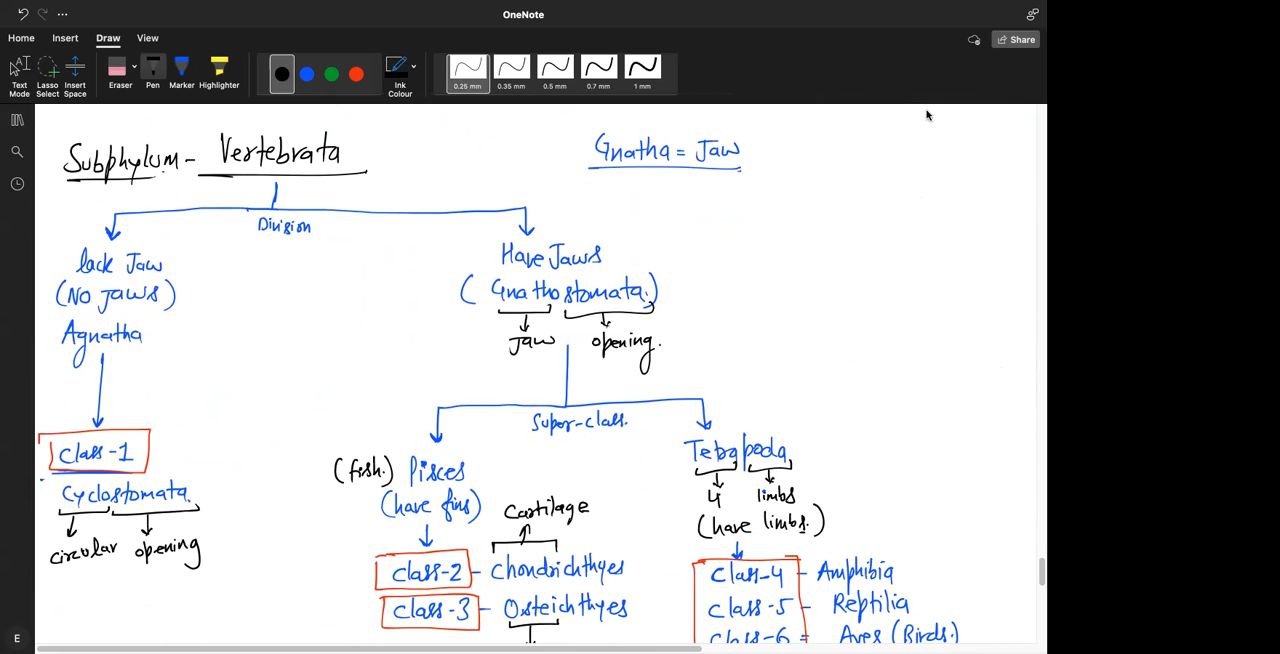 OneNote
Home Insert Draw View
Share
Text Mode
Lasso Select
Insert Space
Eraser
Pen
Marker
Highlighter
Ink Colour
0.25 mm
0.35 mm
0.5 mm
0.7 mm
1 mm
Subphylum - Vertebrata
Gnatha = Jaw
Division
lack Jaw
(No jaws)
Agnatha
Have Jaws
(Gnathostomata)
Jaw opening.
Super-class.
Class-1
Cyclostomata
circular opening
(fish.) Pisces
(have fins)
Cartilage
Class-2 - Chondrichthyes
Class-3 - Osteichthyes
Tetrapoda
4 limbs
(have limbs.)
Class-4 - Amphibia
Class-5 - Reptilia
Class-6 = Aves (Birds.)
E